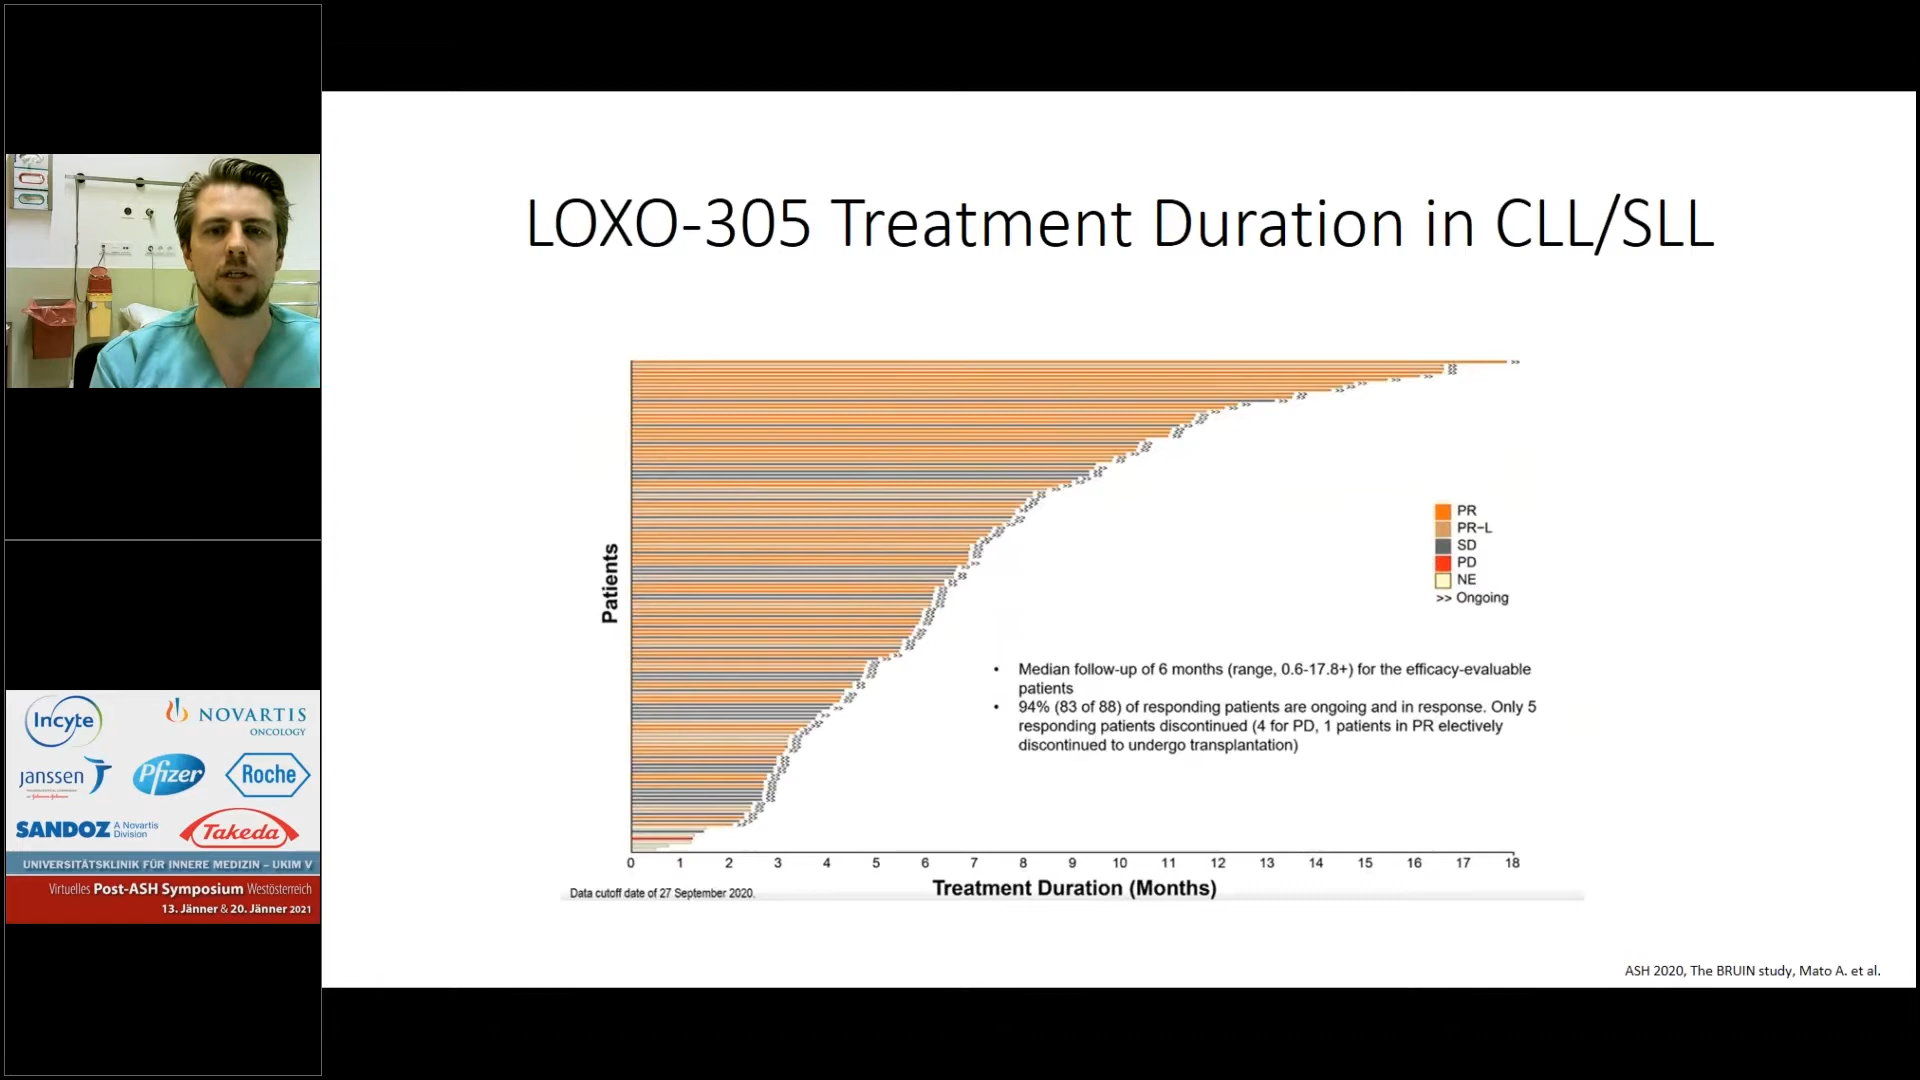 LOXO-305 Treatment Duration in CLL/SLL
Patients
PR
PR-L
SD
PD
NE
>> Ongoing
• Median follow-up of 6 months (range, 0.6-17.8+) for the efficacy-evaluable
patients
• 94% (83 of 88) of responding patients are ongoing and in response. Only 5
responding patients discontinued (4 for PD, 1 patients in PR electively
discontinued to undergo transplantation)
0 1 2 3 4 5 6 7 8 9 10 11 12 13 14 15 16 17 18
Treatment Duration (Months)
Data cutoff date of 27 September 2020.
ASH 2020, The BRUIN study, Mato A. et al.
Incyte
NOVARTIS
ONCOLOGY
janssen
Pfizer
Roche
SANDOZ A Novartis
Division
Takeda
UNIVERSITÄTSKLINIK FÜR INNERE MEDIZIN – UKIM V
Virtuelles Post-ASH Symposium Westösterreich
13. Jänner & 20. Jänner 2021